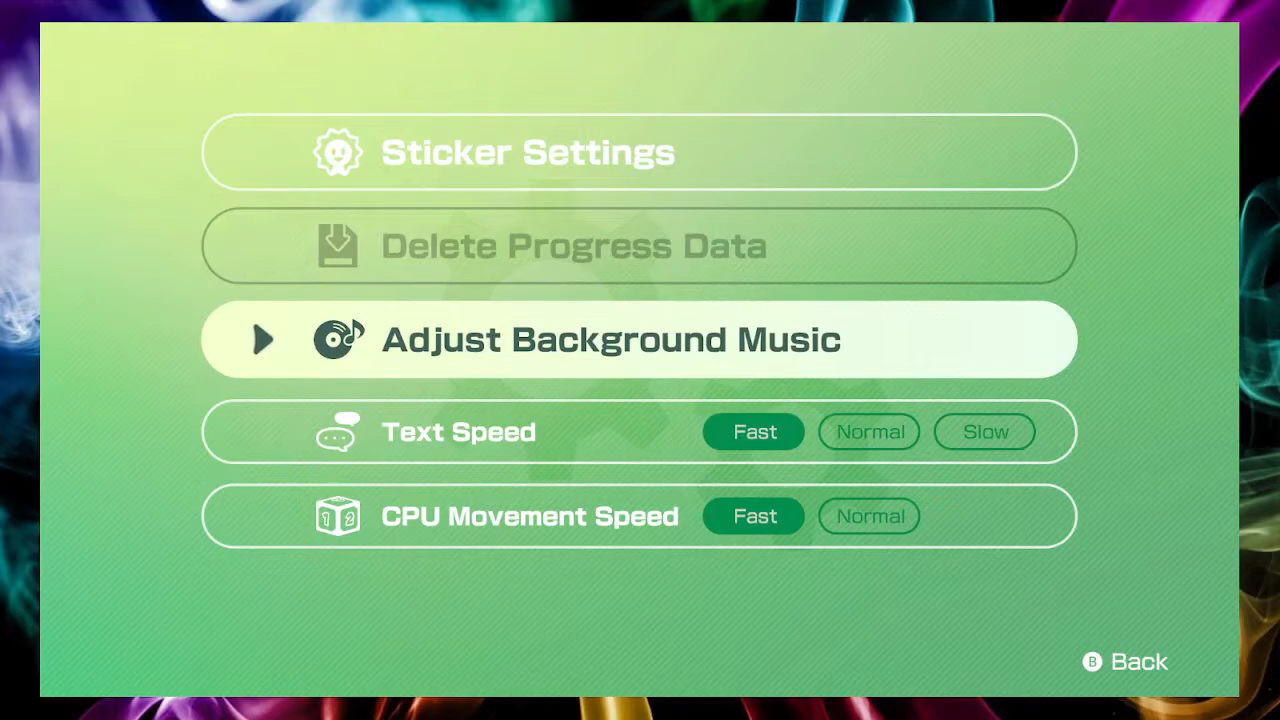 Sticker Settings
Delete Progress Data
Adjust Background Music
Text Speed Fast Normal Slow
CPU Movement Speed Fast Normal
B Back